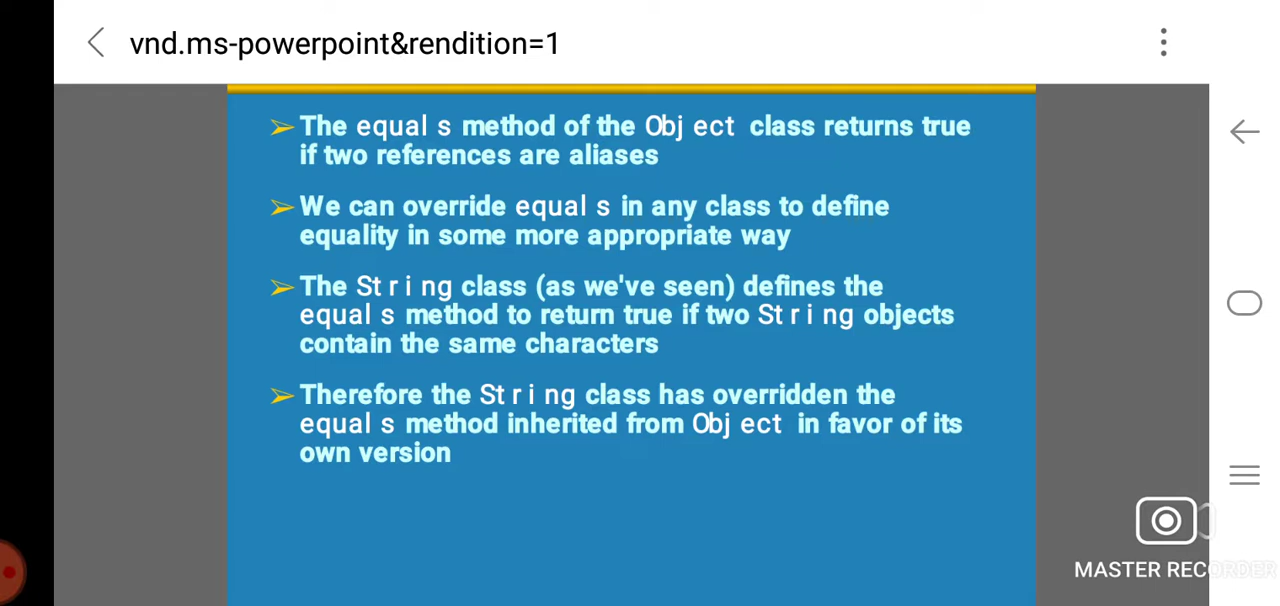 vnd.ms-powerpoint&rendition=1
➢ The equals method of the Object class returns true
if two references are aliases
➢ We can override equals in any class to define
equality in some more appropriate way
➢ The String class (as we've seen) defines the
equals method to return true if two String objects
contain the same characters
➢ Therefore the String class has overridden the
equals method inherited from Object in favor of its
own version
MASTER RECORDER